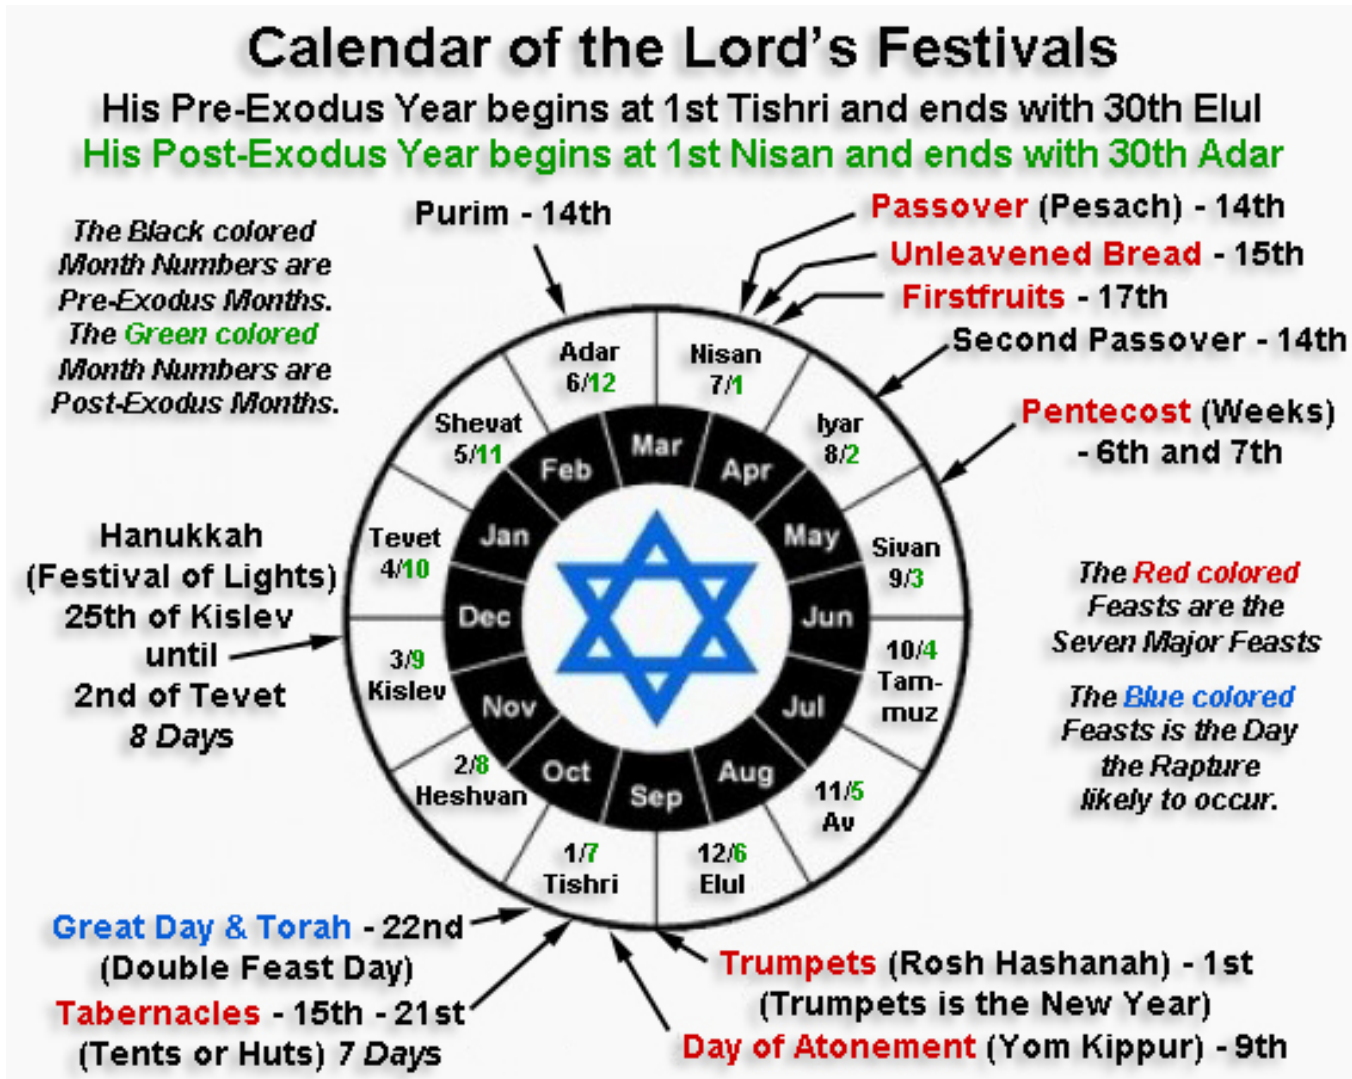 Calendar of the Lord's Festivals
His Pre-Exodus Year begins at 1st Tishri and ends with 30th Elul
His Post-Exodus Year begins at 1st Nisan and ends with 30th Adar
The Black colored
Month Numbers are
Pre-Exodus Months.
The Green colored
Month Numbers are
Post-Exodus Months.
Purim - 14th
Passover (Pesach) - 14th
Unleavened Bread - 15th
Firstfruits - 17th
Second Passover - 14th
Pentecost (Weeks)
- 6th and 7th
Hanukkah
(Festival of Lights)
25th of Kislev
until
2nd of Tevet
8 Days
The Red colored
Feasts are the
Seven Major Feasts
The Blue colored
Feasts is the Day
the Rapture
likely to occur.
Adar
6/12
Nisan
7/1
Iyar
8/2
Sivan
9/3
10/4
Tam-
muz
11/5
Av
12/6
Elul
1/7
Tishri
2/8
Heshvan
3/9
Kislev
Tevet
4/10
Shevat
5/11
Mar
Apr
May
Jun
Jul
Aug
Sep
Oct
Nov
Dec
Jan
Feb
Great Day & Torah - 22nd
(Double Feast Day)
Tabernacles - 15th - 21st
(Tents or Huts) 7 Days
Trumpets (Rosh Hashanah) - 1st
(Trumpets is the New Year)
Day of Atonement (Yom Kippur) - 9th